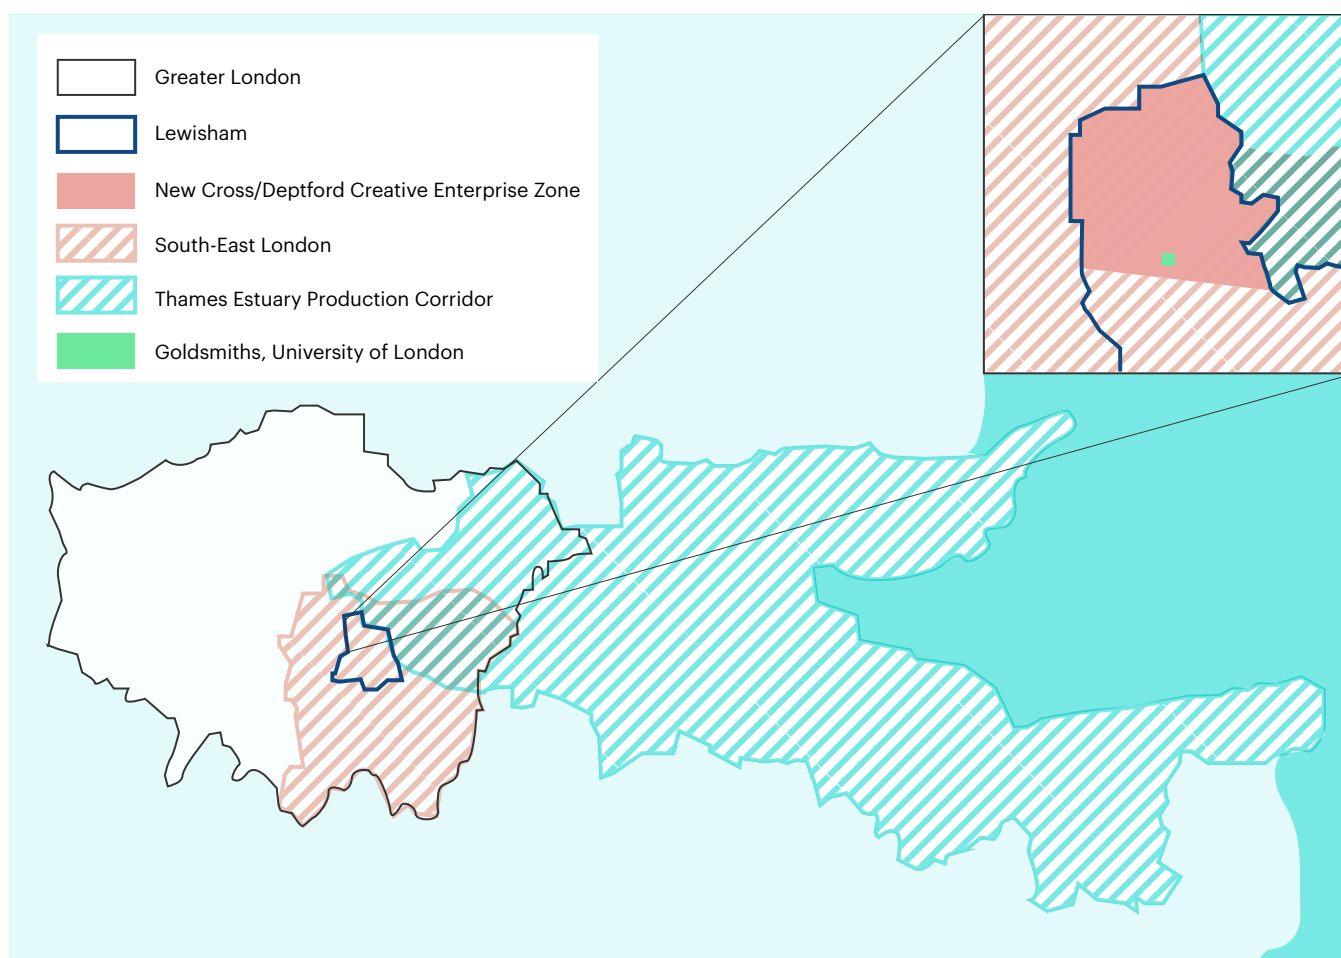 Greater London
Lewisham
New Cross/Deptford Creative Enterprise Zone
South-East London
Thames Estuary Production Corridor
Goldsmiths, University of London